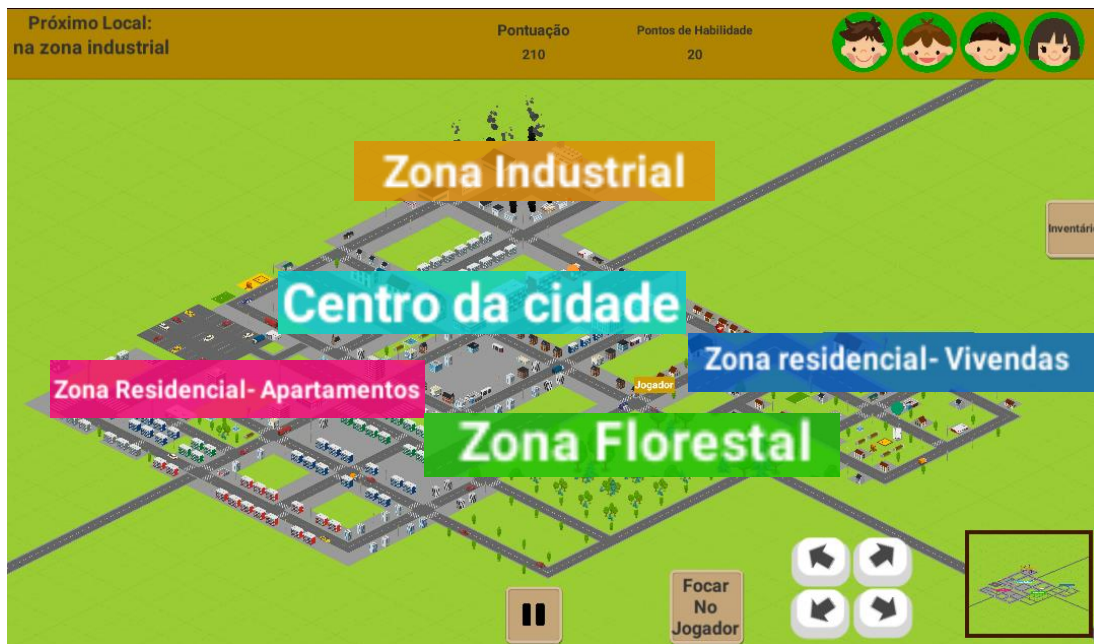 Próximo Local:
na zona industrial
Pontuação
210
Pontos de Habilidade
20
Zona Industrial
Inventári
Centro da cidade
Zona residencial- Vivendas
Zona Residencial- Apartamentos
Jogador
Zona Florestal
Focar
No
Jogador